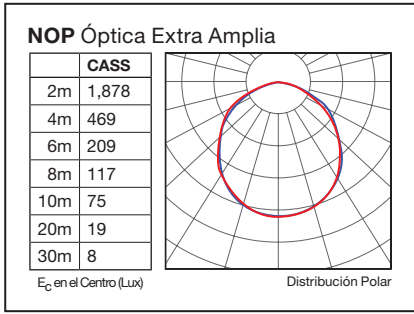 NOP Óptica Extra Amplia
CASS
2m 1,878
4m 469
6m 209
8m 117
10m 75
20m 19
30m 8
EC en el Centro (Lux)
Distribución Polar